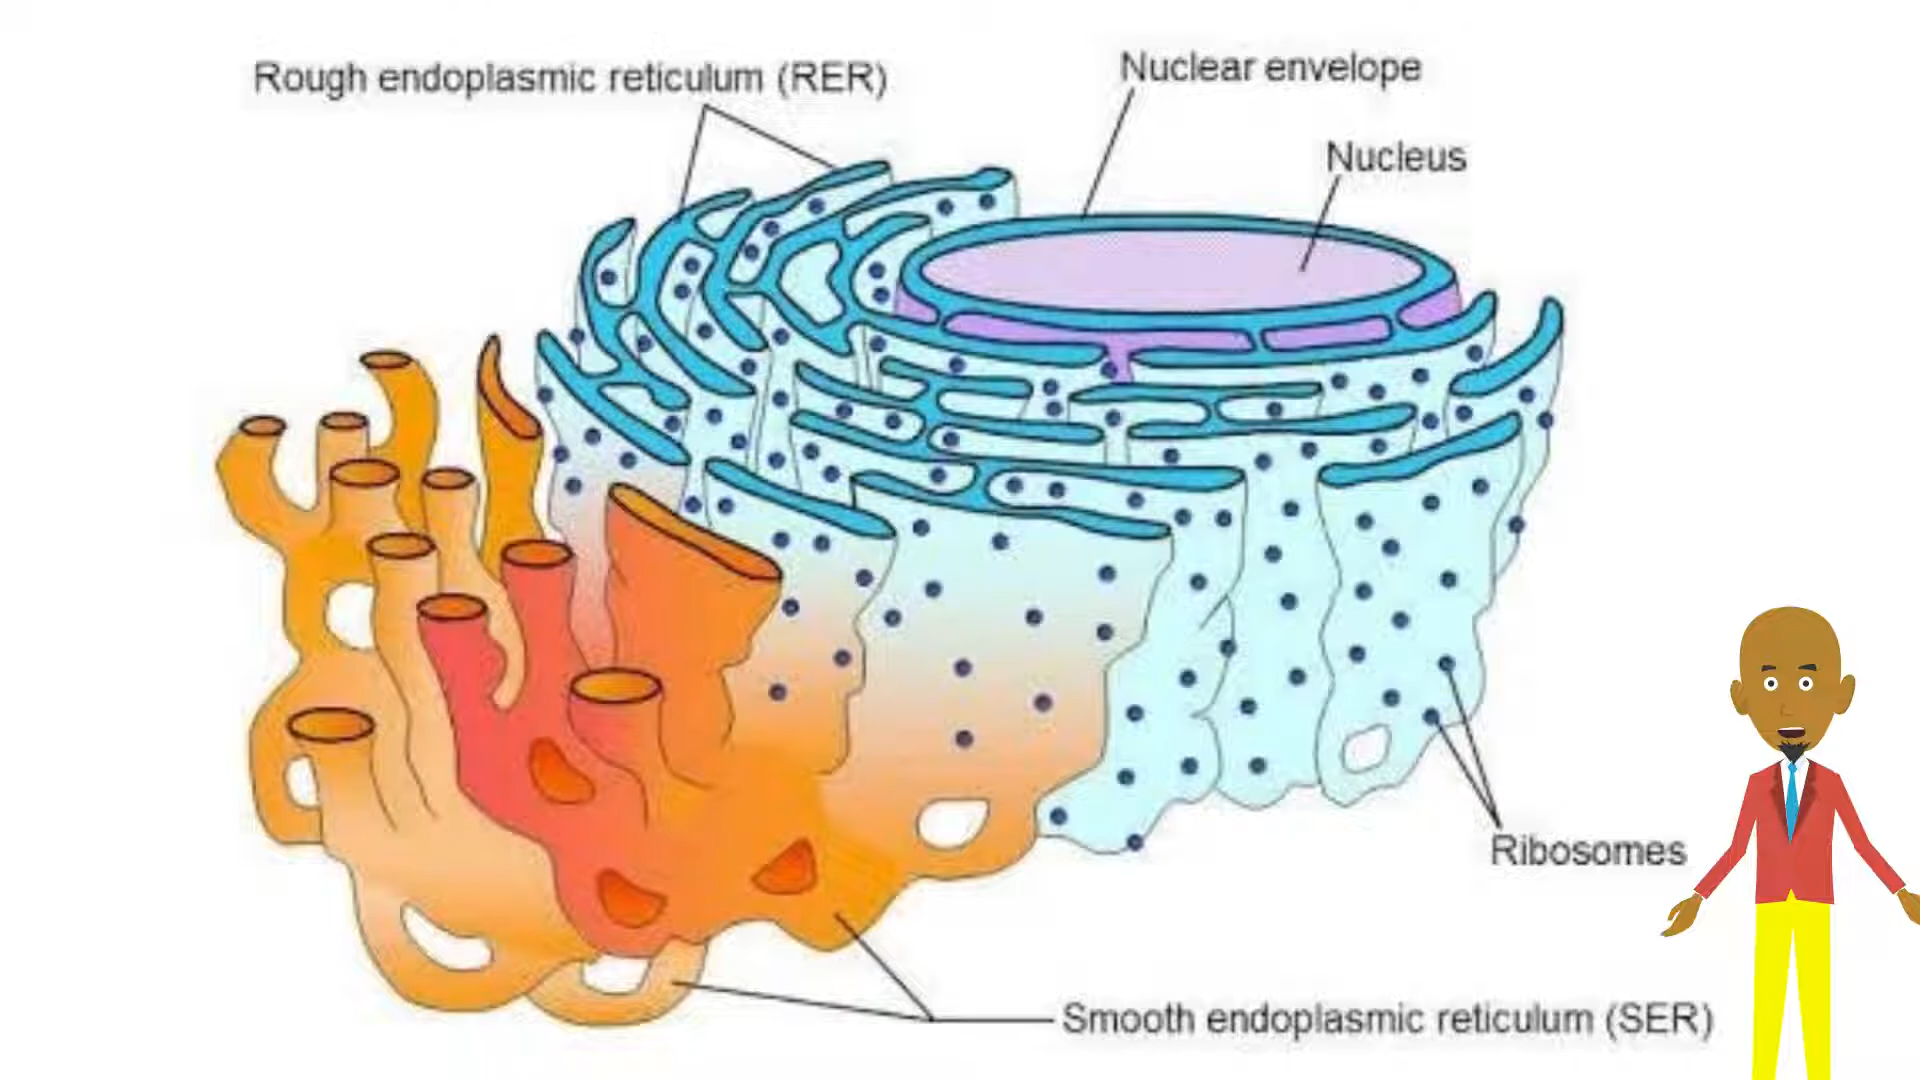 Rough endoplasmic reticulum (RER)
Nuclear envelope
Nucleus
Ribosomes
Smooth endoplasmic reticulum (SER)